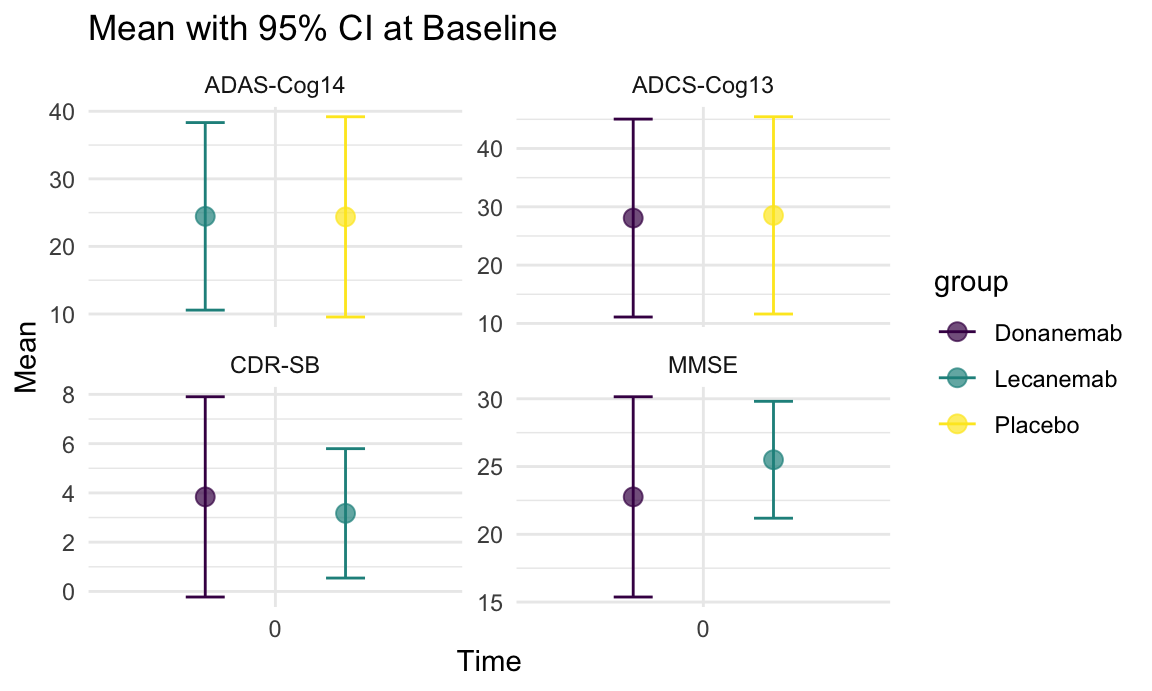 Mean with 95% CI at Baseline
ADAS-Cog14
ADCS-Cog13
40
30
20
10
40
30
20
10
Mean
CDR-SB
MMSE
8
6
4
2
0
30
25
20
15
0
0
Time
group
Donanemab
Lecanemab
Placebo